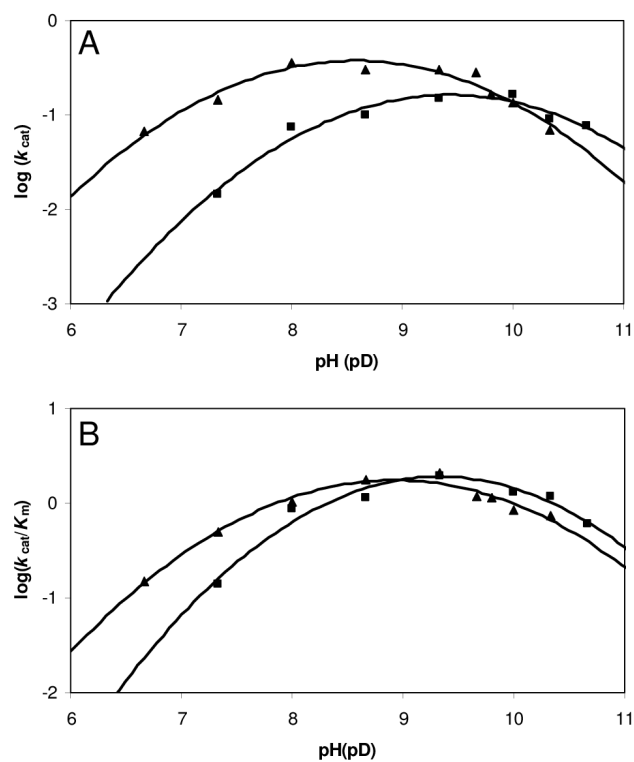 A
0
-1
-2
-3
log (kcat)
6 7 8 9 10 11
pH (pD)
B
1
0
-1
-2
log(kcat/Km)
6 7 8 9 10 11
pH(pD)